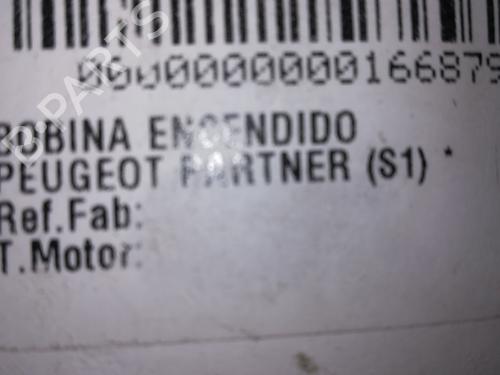 0000000000166879
BOBINA ENCENDIDO
PEUGEOT PARTNER (S1) *
Ref.Fab:
T.Motor:
B-PARTS